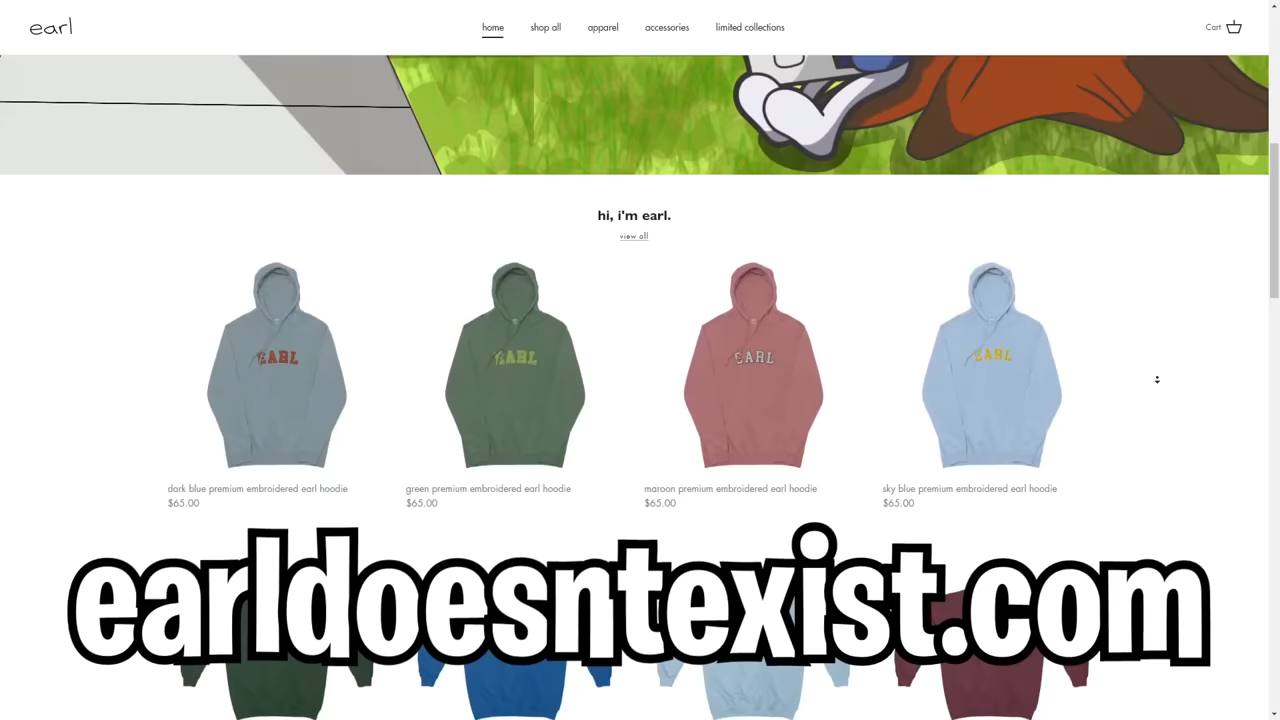 earl
home shop all apparel accessories limited collections
Cart
hi, i'm earl.
view all
EARL EARL EARL EARL
dark blue premium embroidered earl hoodie
$65.00
green premium embroidered earl hoodie
$65.00
maroon premium embroidered earl hoodie
$65.00
sky blue premium embroidered earl hoodie
$65.00
earldoesntexist.com